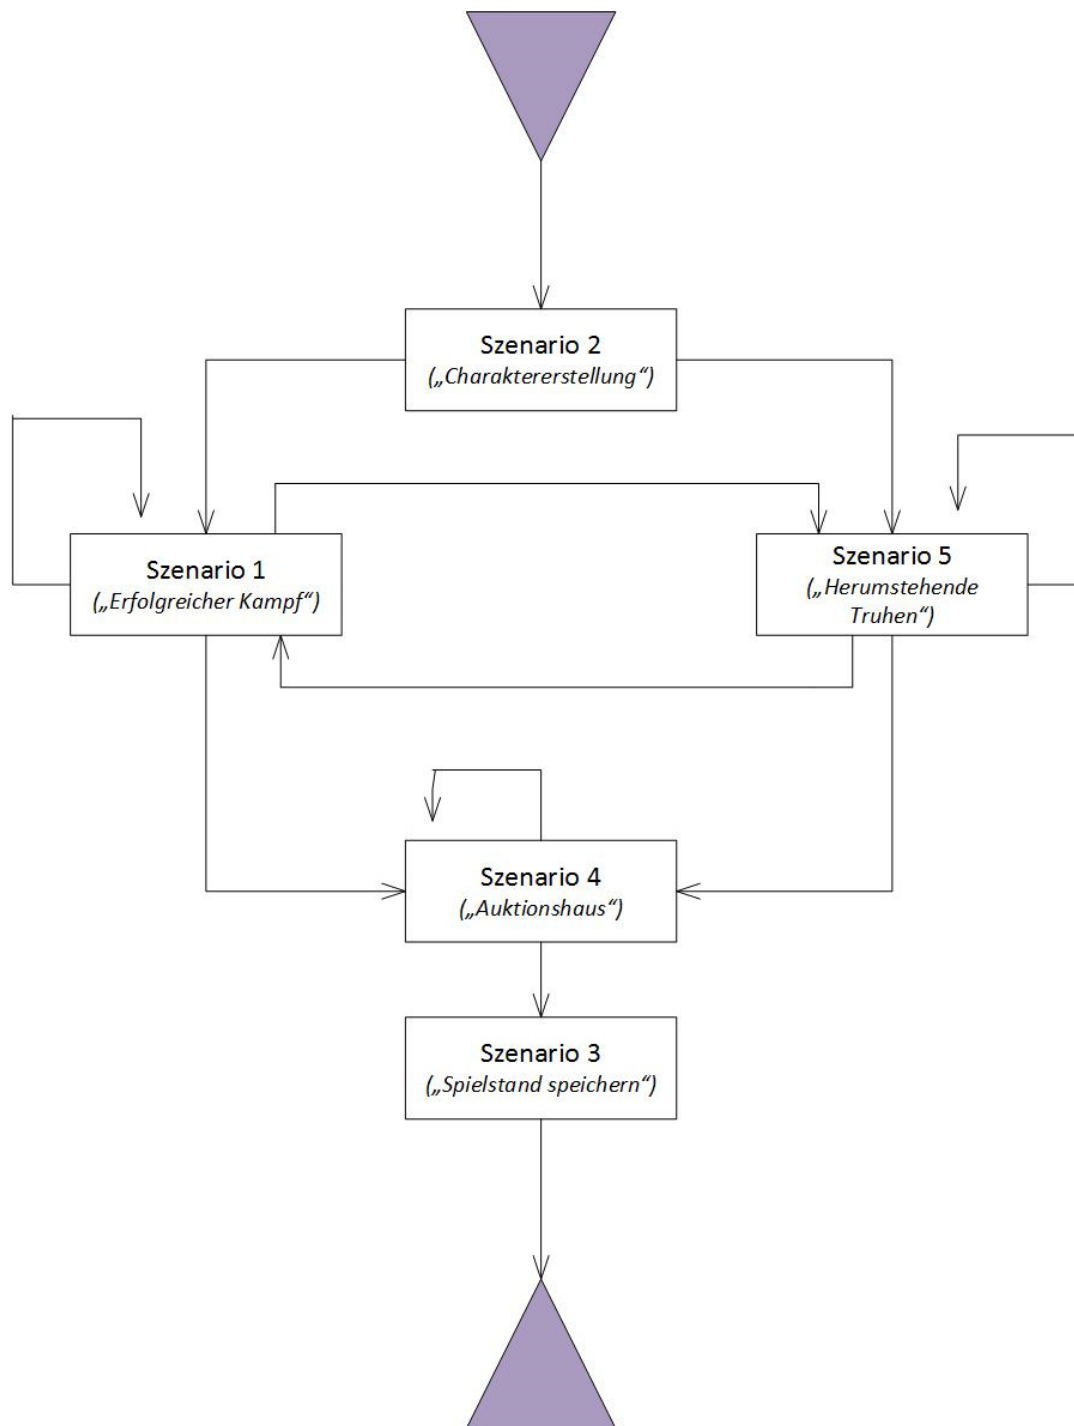 Szenario 2
(„Charaktererstellung“)
Szenario 1
(„Erfolgreicher Kampf“)
Szenario 5
(„Herumstehende
Truhen“)
Szenario 4
(„Auktionshaus“)
Szenario 3
(„Spielstand speichern“)